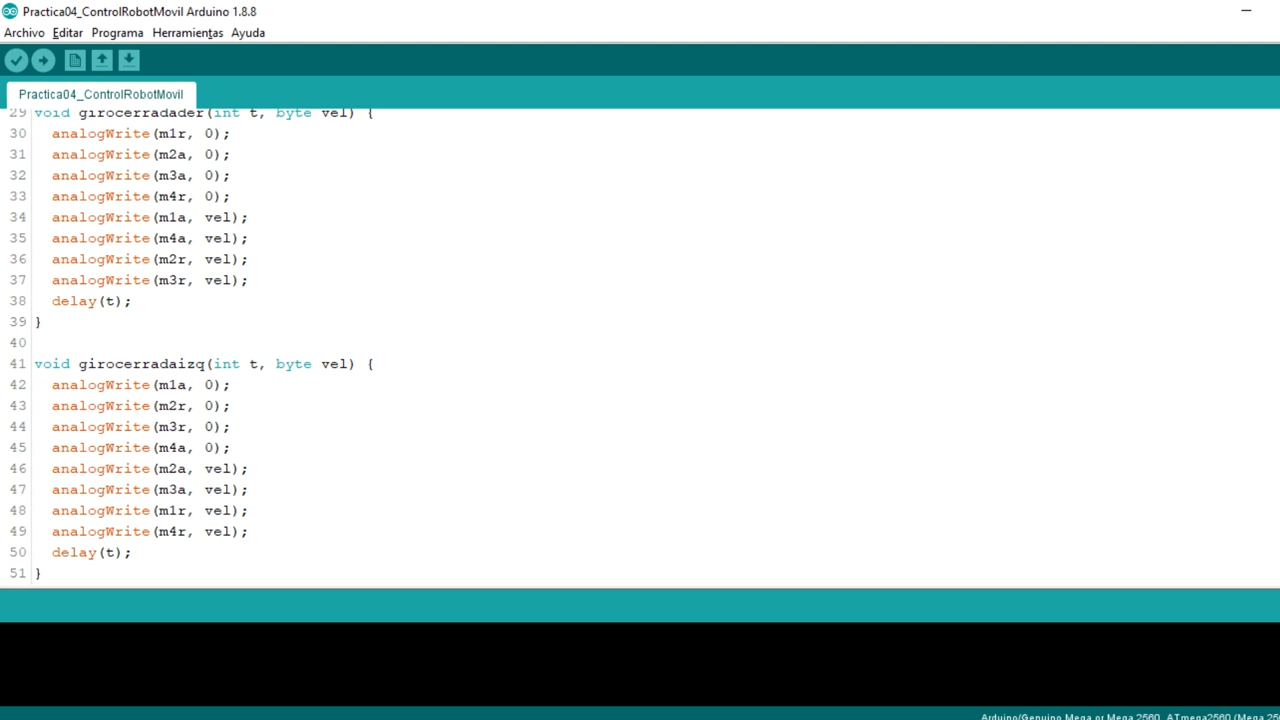 Practica04_ControlRobotMovil Arduino 1.8.8
Archivo Editar Programa Herramientas Ayuda
Practica04_ControlRobotMovil
29 void girocerradader(int t, byte vel) {
30 analogWrite(m1r, 0);
31 analogWrite(m2a, 0);
32 analogWrite(m3a, 0);
33 analogWrite(m4r, 0);
34 analogWrite(m1a, vel);
35 analogWrite(m4a, vel);
36 analogWrite(m2r, vel);
37 analogWrite(m3r, vel);
38 delay(t);
39 }
40
41 void girocerradaizq(int t, byte vel) {
42 analogWrite(m1a, 0);
43 analogWrite(m2r, 0);
44 analogWrite(m3r, 0);
45 analogWrite(m4a, 0);
46 analogWrite(m2a, vel);
47 analogWrite(m3a, vel);
48 analogWrite(m1r, vel);
49 analogWrite(m4r, vel);
50 delay(t);
51 }
Arduino/Genuino Mega or Mega 2560, ATmega2560 (Mega 25